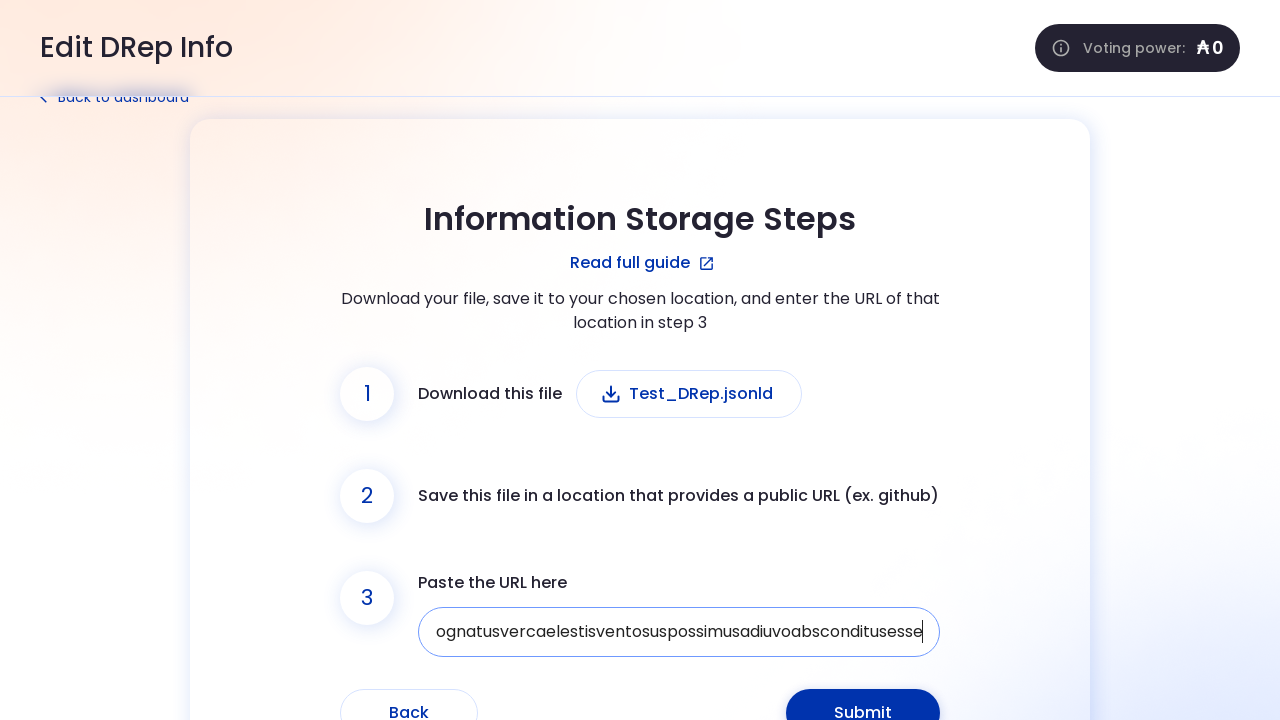 Edit DRep Info
Voting power: ₳0
Back to dashboard
Information Storage Steps
Read full guide
Download your file, save it to your chosen location, and enter the URL of that
location in step 3
1
Download this file
Test_DRep.jsonld
2
Save this file in a location that provides a public URL (ex. github)
3
Paste the URL here
ognatusvercaelestisventosuspossimusadiuvoabsconditusesse
Back
Submit